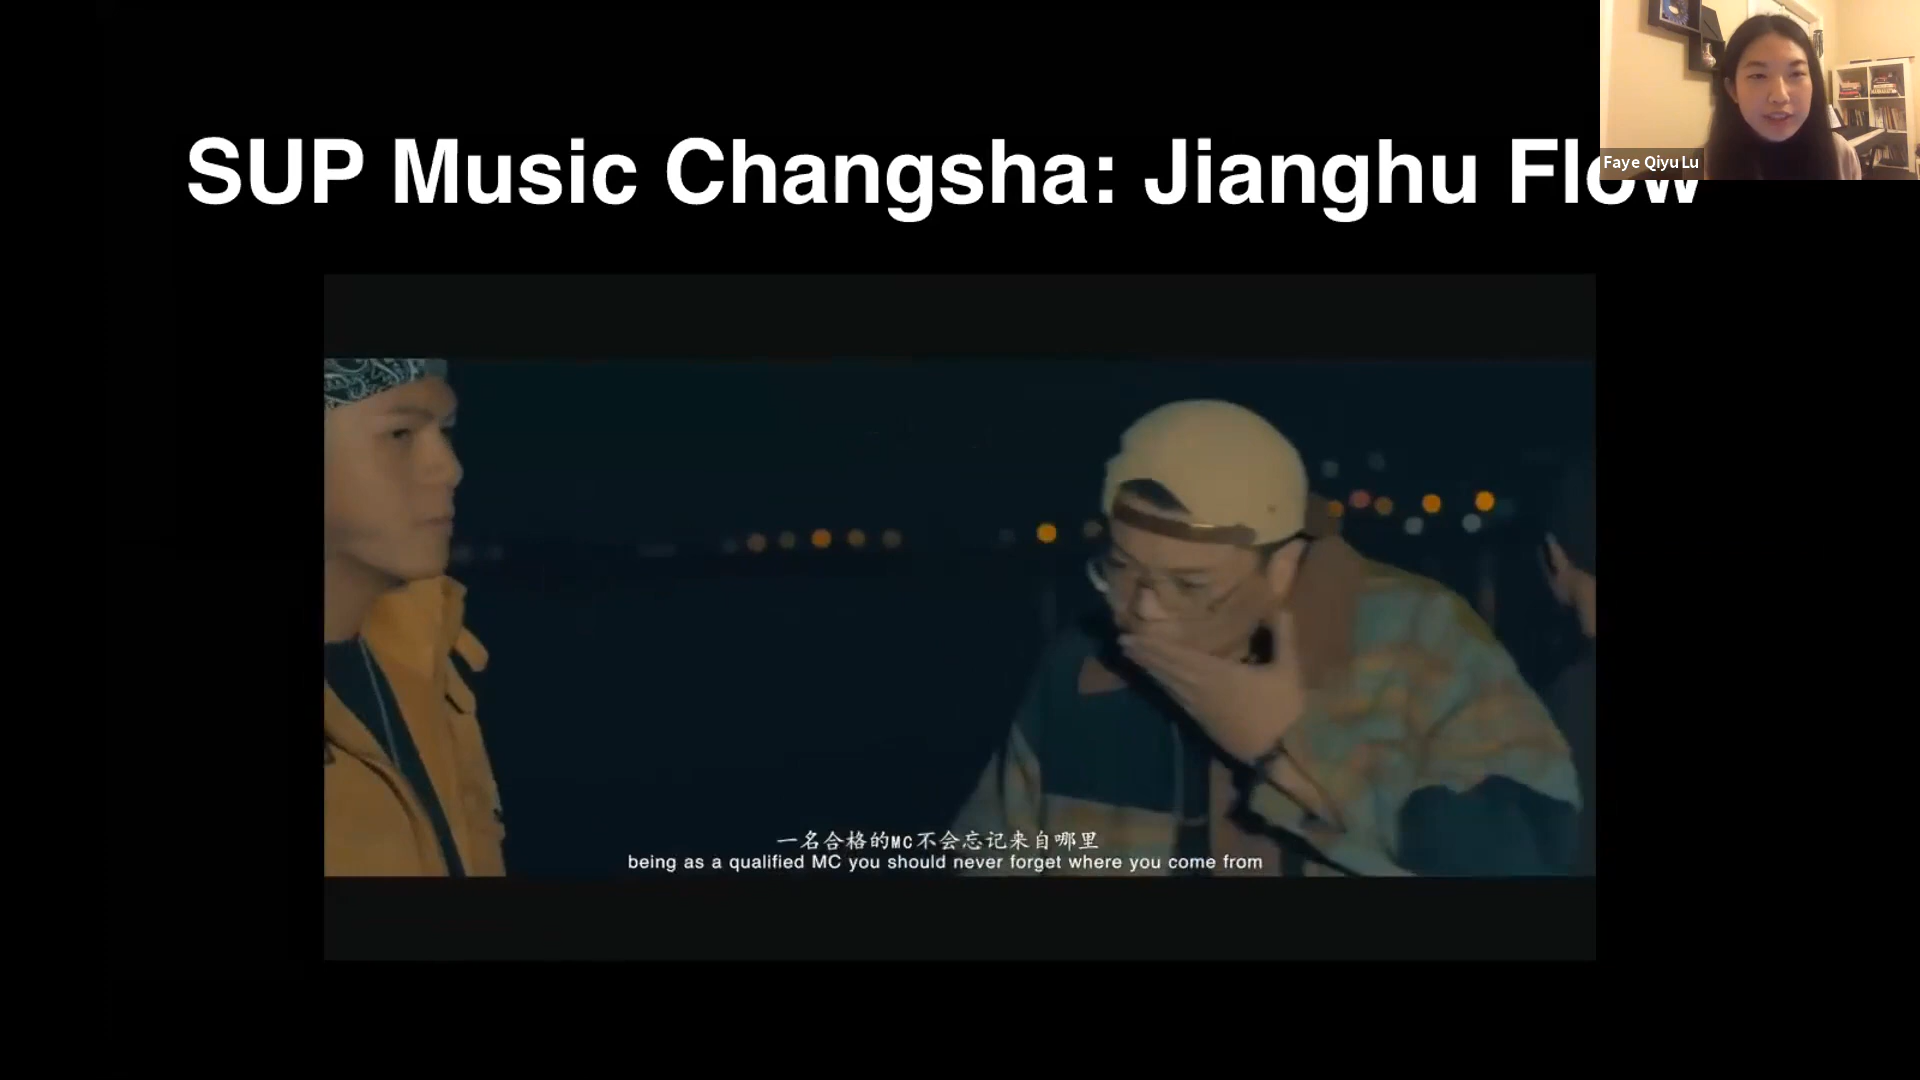 SUP Music Changsha: Jianghu Flow
Faye Qiyu Lu
一名合格的MC不会忘记来自哪里
being as a qualified MC you should never forget where you come from